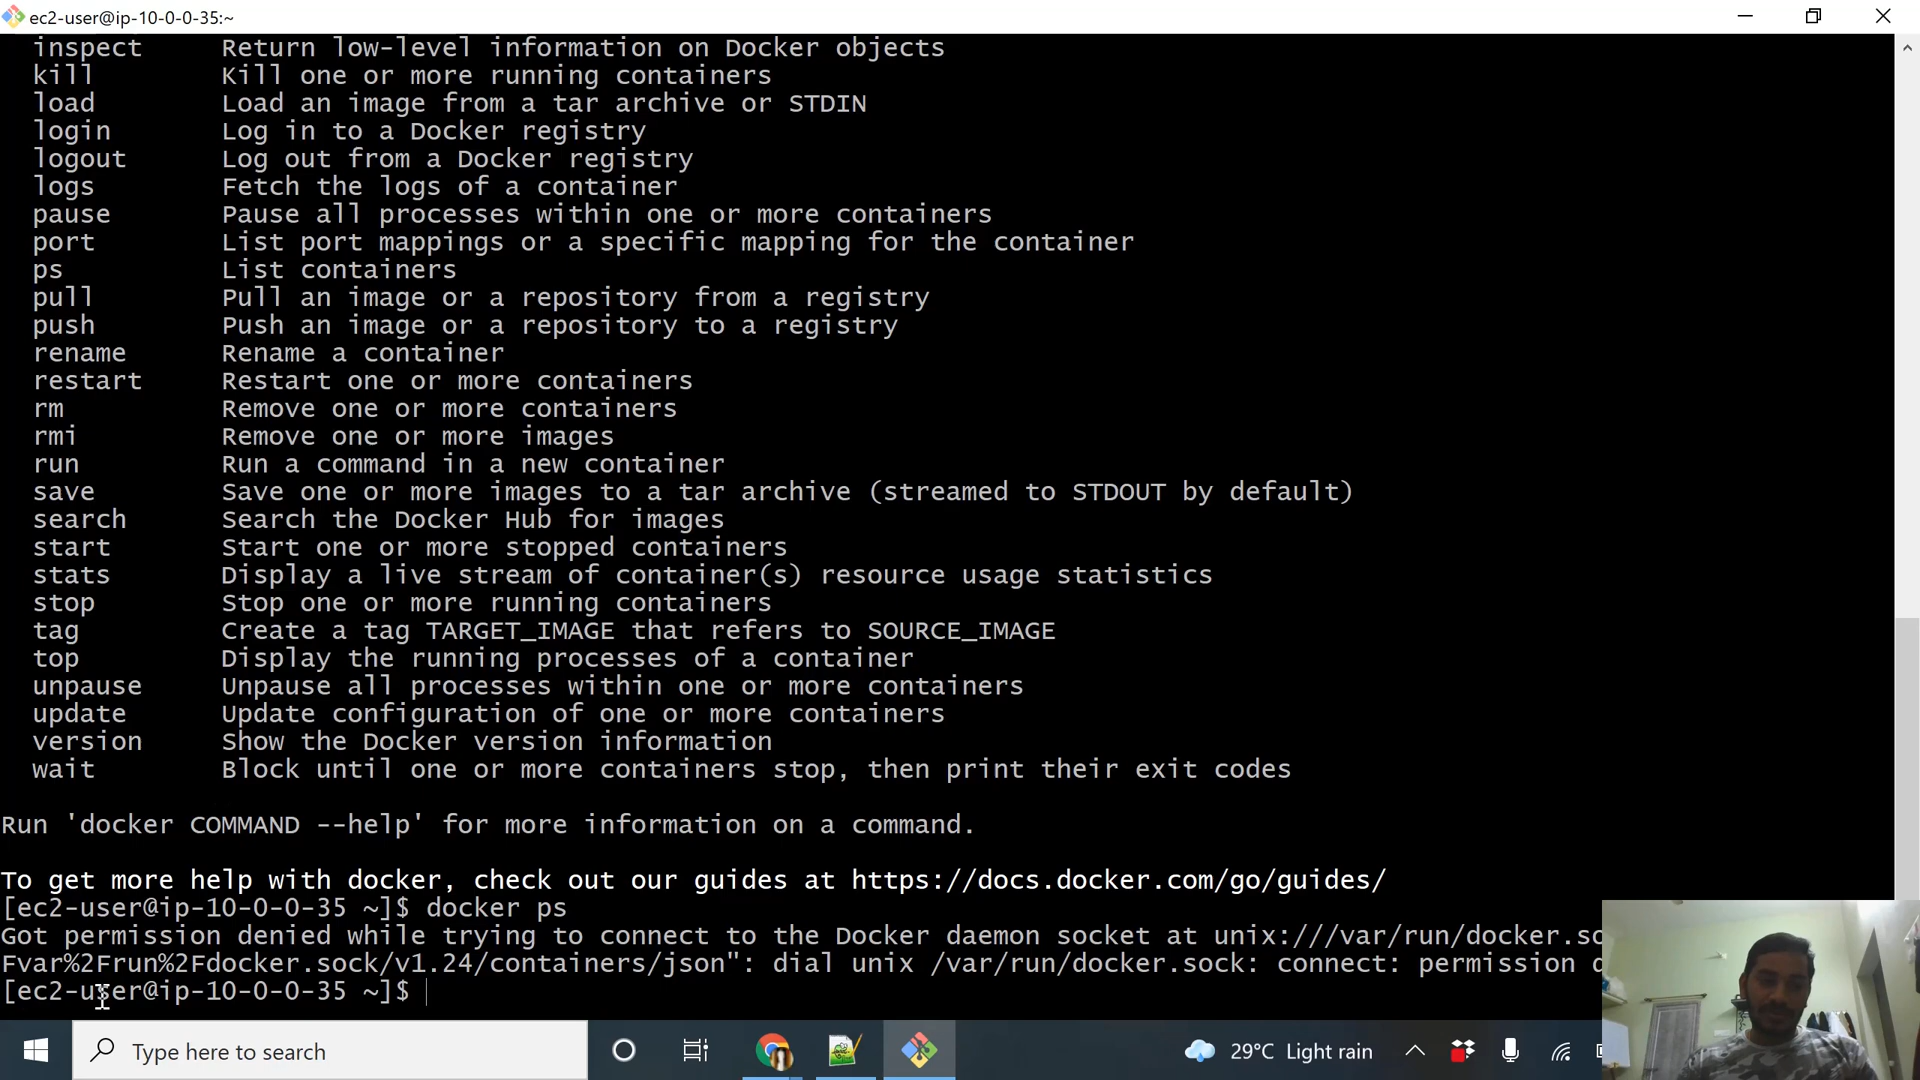 ec2-user@ip-10-0-0-35:~
inspect Return low-level information on Docker objects
kill Kill one or more running containers
load Load an image from a tar archive or STDIN
login Log in to a Docker registry
logout Log out from a Docker registry
logs Fetch the logs of a container
pause Pause all processes within one or more containers
port List port mappings or a specific mapping for the container
ps List containers
pull Pull an image or a repository from a registry
push Push an image or a repository to a registry
rename Rename a container
restart Restart one or more containers
rm Remove one or more containers
rmi Remove one or more images
run Run a command in a new container
save Save one or more images to a tar archive (streamed to STDOUT by default)
search Search the Docker Hub for images
start Start one or more stopped containers
stats Display a live stream of container(s) resource usage statistics
stop Stop one or more running containers
tag Create a tag TARGET_IMAGE that refers to SOURCE_IMAGE
top Display the running processes of a container
unpause Unpause all processes within one or more containers
update Update configuration of one or more containers
version Show the Docker version information
wait Block until one or more containers stop, then print their exit codes
Run 'docker COMMAND --help' for more information on a command.
To get more help with docker, check out our guides at https://docs.docker.com/go/guides/
[ec2-user@ip-10-0-0-35 ~]$ docker ps
Got permission denied while trying to connect to the Docker daemon socket at unix:///var/run/docker.so
Fvar%2Frun%2Fdocker.sock/v1.24/containers/json": dial unix /var/run/docker.sock: connect: permission
[ec2-user@ip-10-0-0-35 ~]$
Type here to search
29°C Light rain